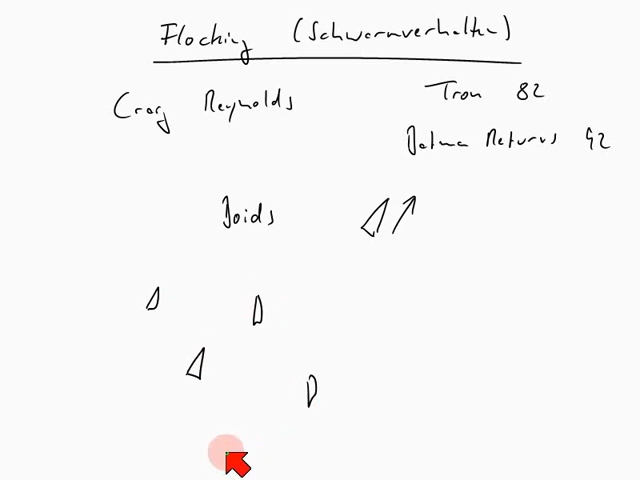 Flocking (Schwarmverhalten)
Craig Reynolds
Tron 82
Batman Returns 92
Boids